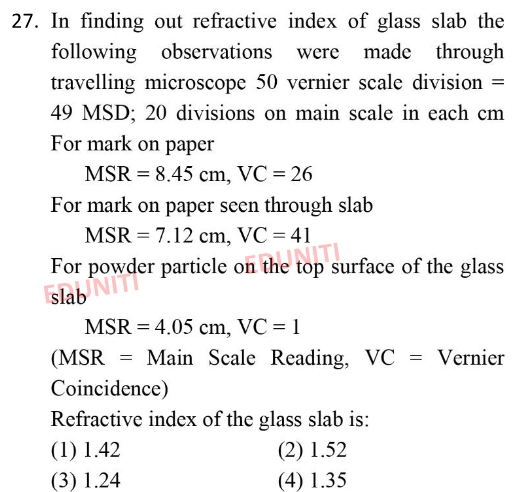 27. In finding out refractive index of glass slab the
following observations were made through
travelling microscope 50 vernier scale division =
49 MSD; 20 divisions on main scale in each cm
For mark on paper
MSR = 8.45 cm, VC = 26
For mark on paper seen through slab
MSR = 7.12 cm, VC = 41
EDUNITI
For powder particle on the top surface of the glass
EDUNITI
slab
MSR = 4.05 cm, VC = 1
(MSR = Main Scale Reading, VC = Vernier
Coincidence)
Refractive index of the glass slab is:
(1) 1.42 (2) 1.52
(3) 1.24 (4) 1.35